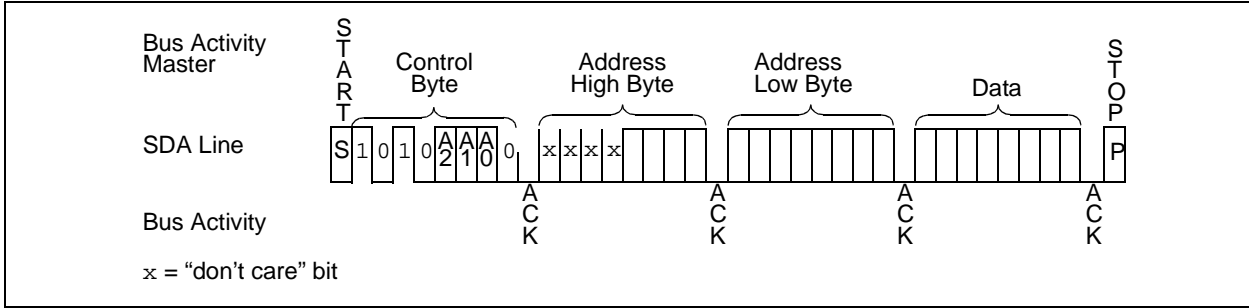 Bus Activity
Master
START
Control
Byte
Address
High Byte
Address
Low Byte
Data
STOP
SDA Line
S 1 0 1 0 A2 A1 A0 0 x x x x P
Bus Activity
ACK
ACK
ACK
ACK
x = “don’t care” bit